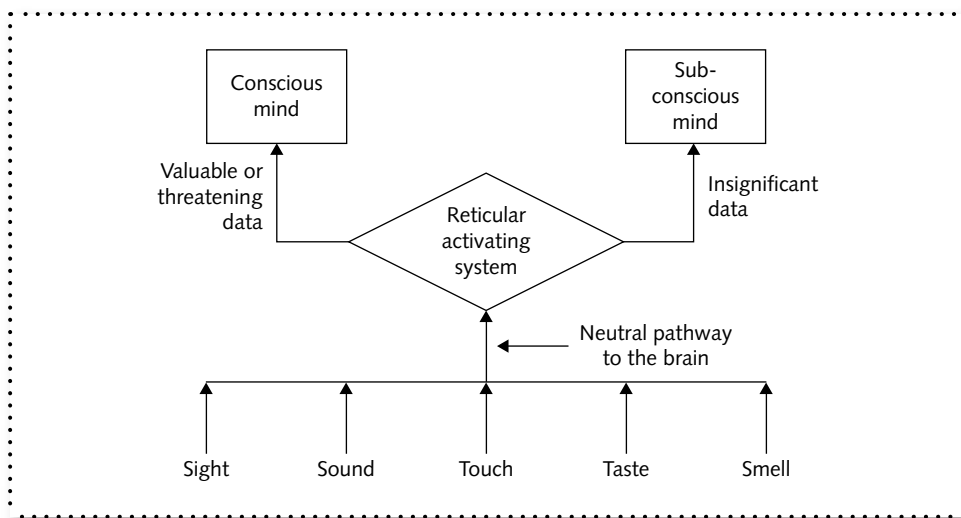 Conscious
mind
Sub-
conscious
mind
Valuable or
threatening
data
Reticular
activating
system
Insignificant
data
Neutral pathway
to the brain
Sight
Sound
Touch
Taste
Smell